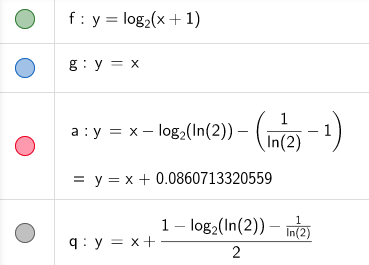 f : y = log₂(x + 1)
g : y = x
a : y = x − log₂(ln(2)) − (1/ln(2) − 1)
= y = x + 0.0860713320559
q : y = x + (1 − log₂(ln(2)) − 1/ln(2))/2